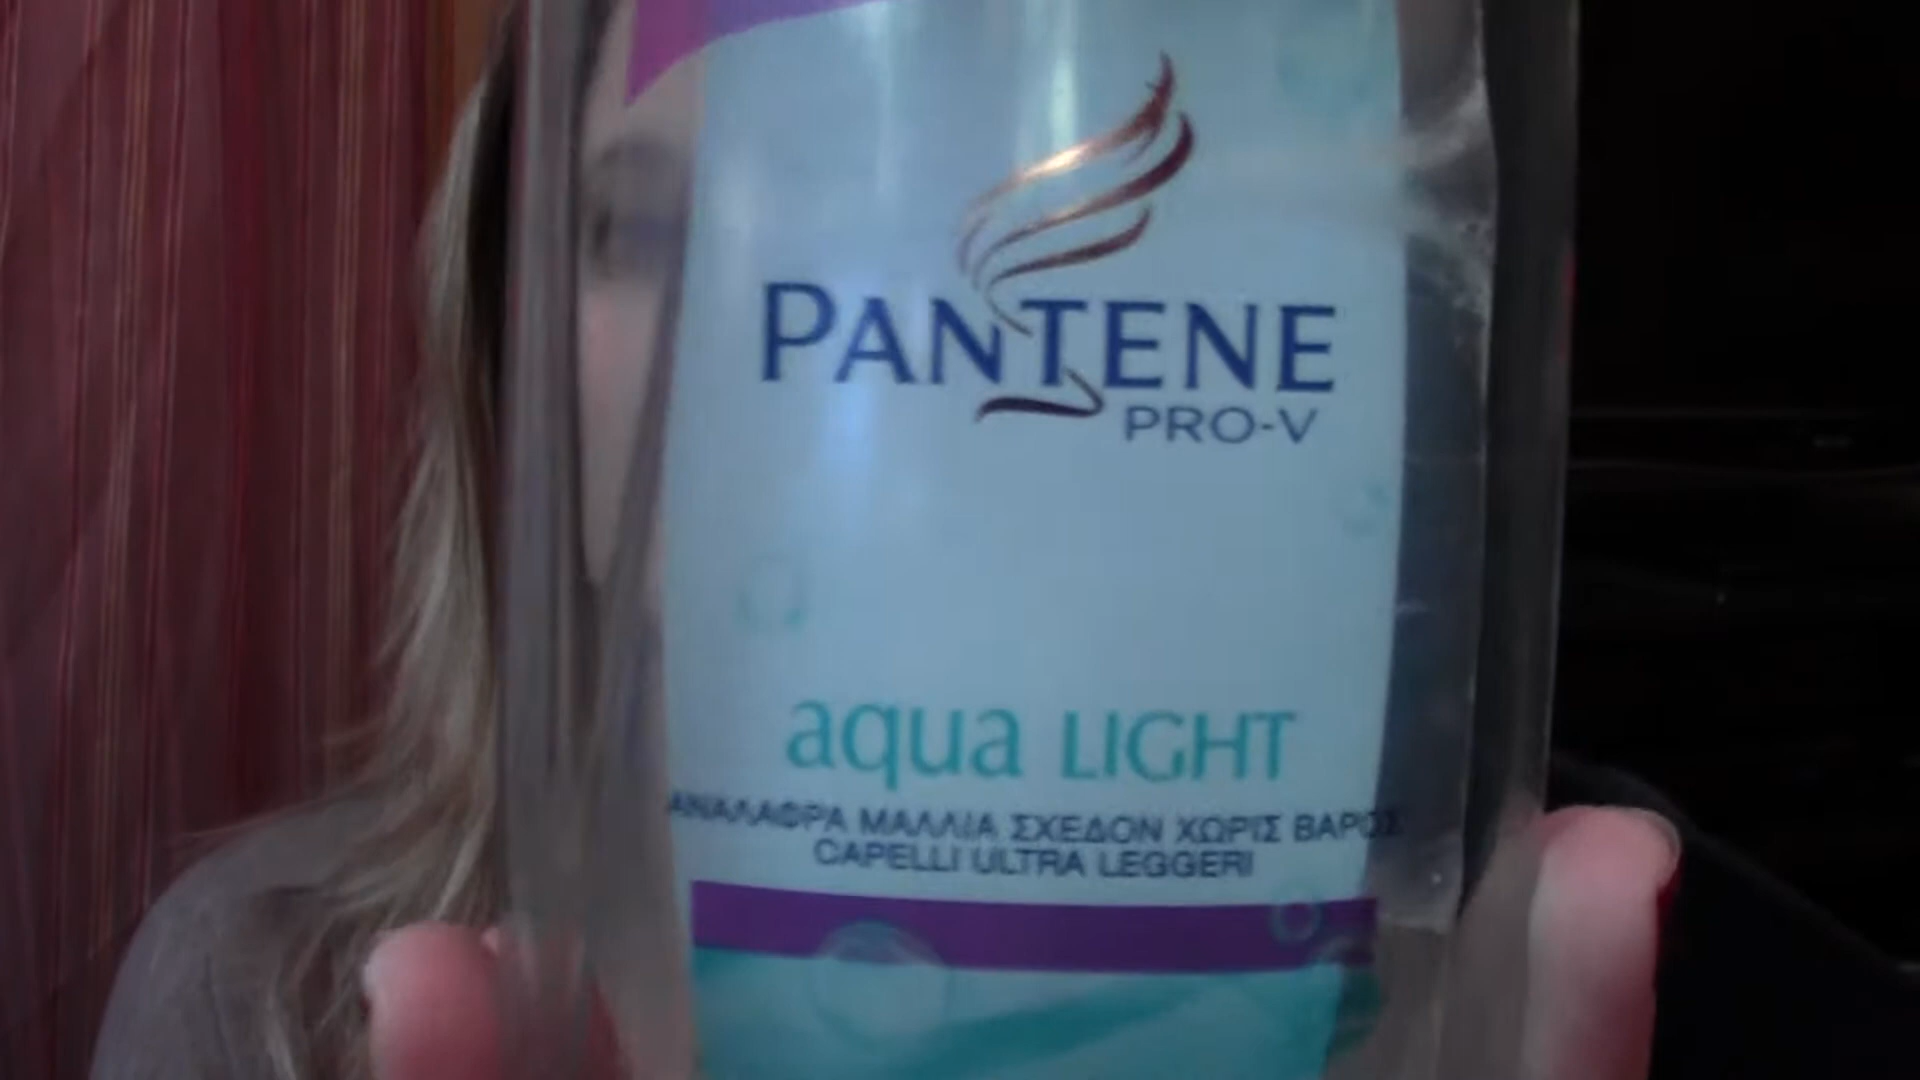 PANTENE
PRO-V
aqua LIGHT
ΑΝΑΛΑΦΡΑ ΜΑΛΛΙΑ ΣΧΕΔΟΝ ΧΩΡΙΣ ΒΑΡΟΣ
CAPELLI ULTRA LEGGERI